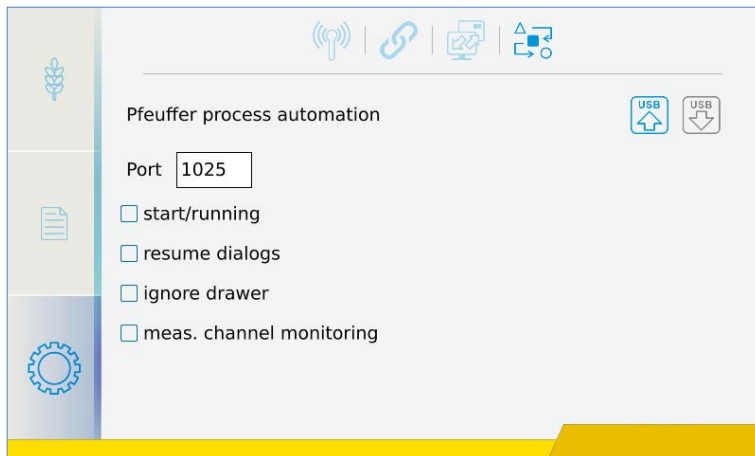 Pfeuffer process automation
USB
USB
Port 1025
start/running
resume dialogs
ignore drawer
meas. channel monitoring